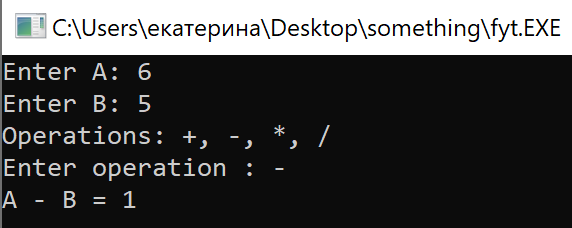 C:\Users\екатерина\Desktop\something\fyt.EXE
Enter A: 6
Enter B: 5
Operations: +, -, *, /
Enter operation : -
A - B = 1